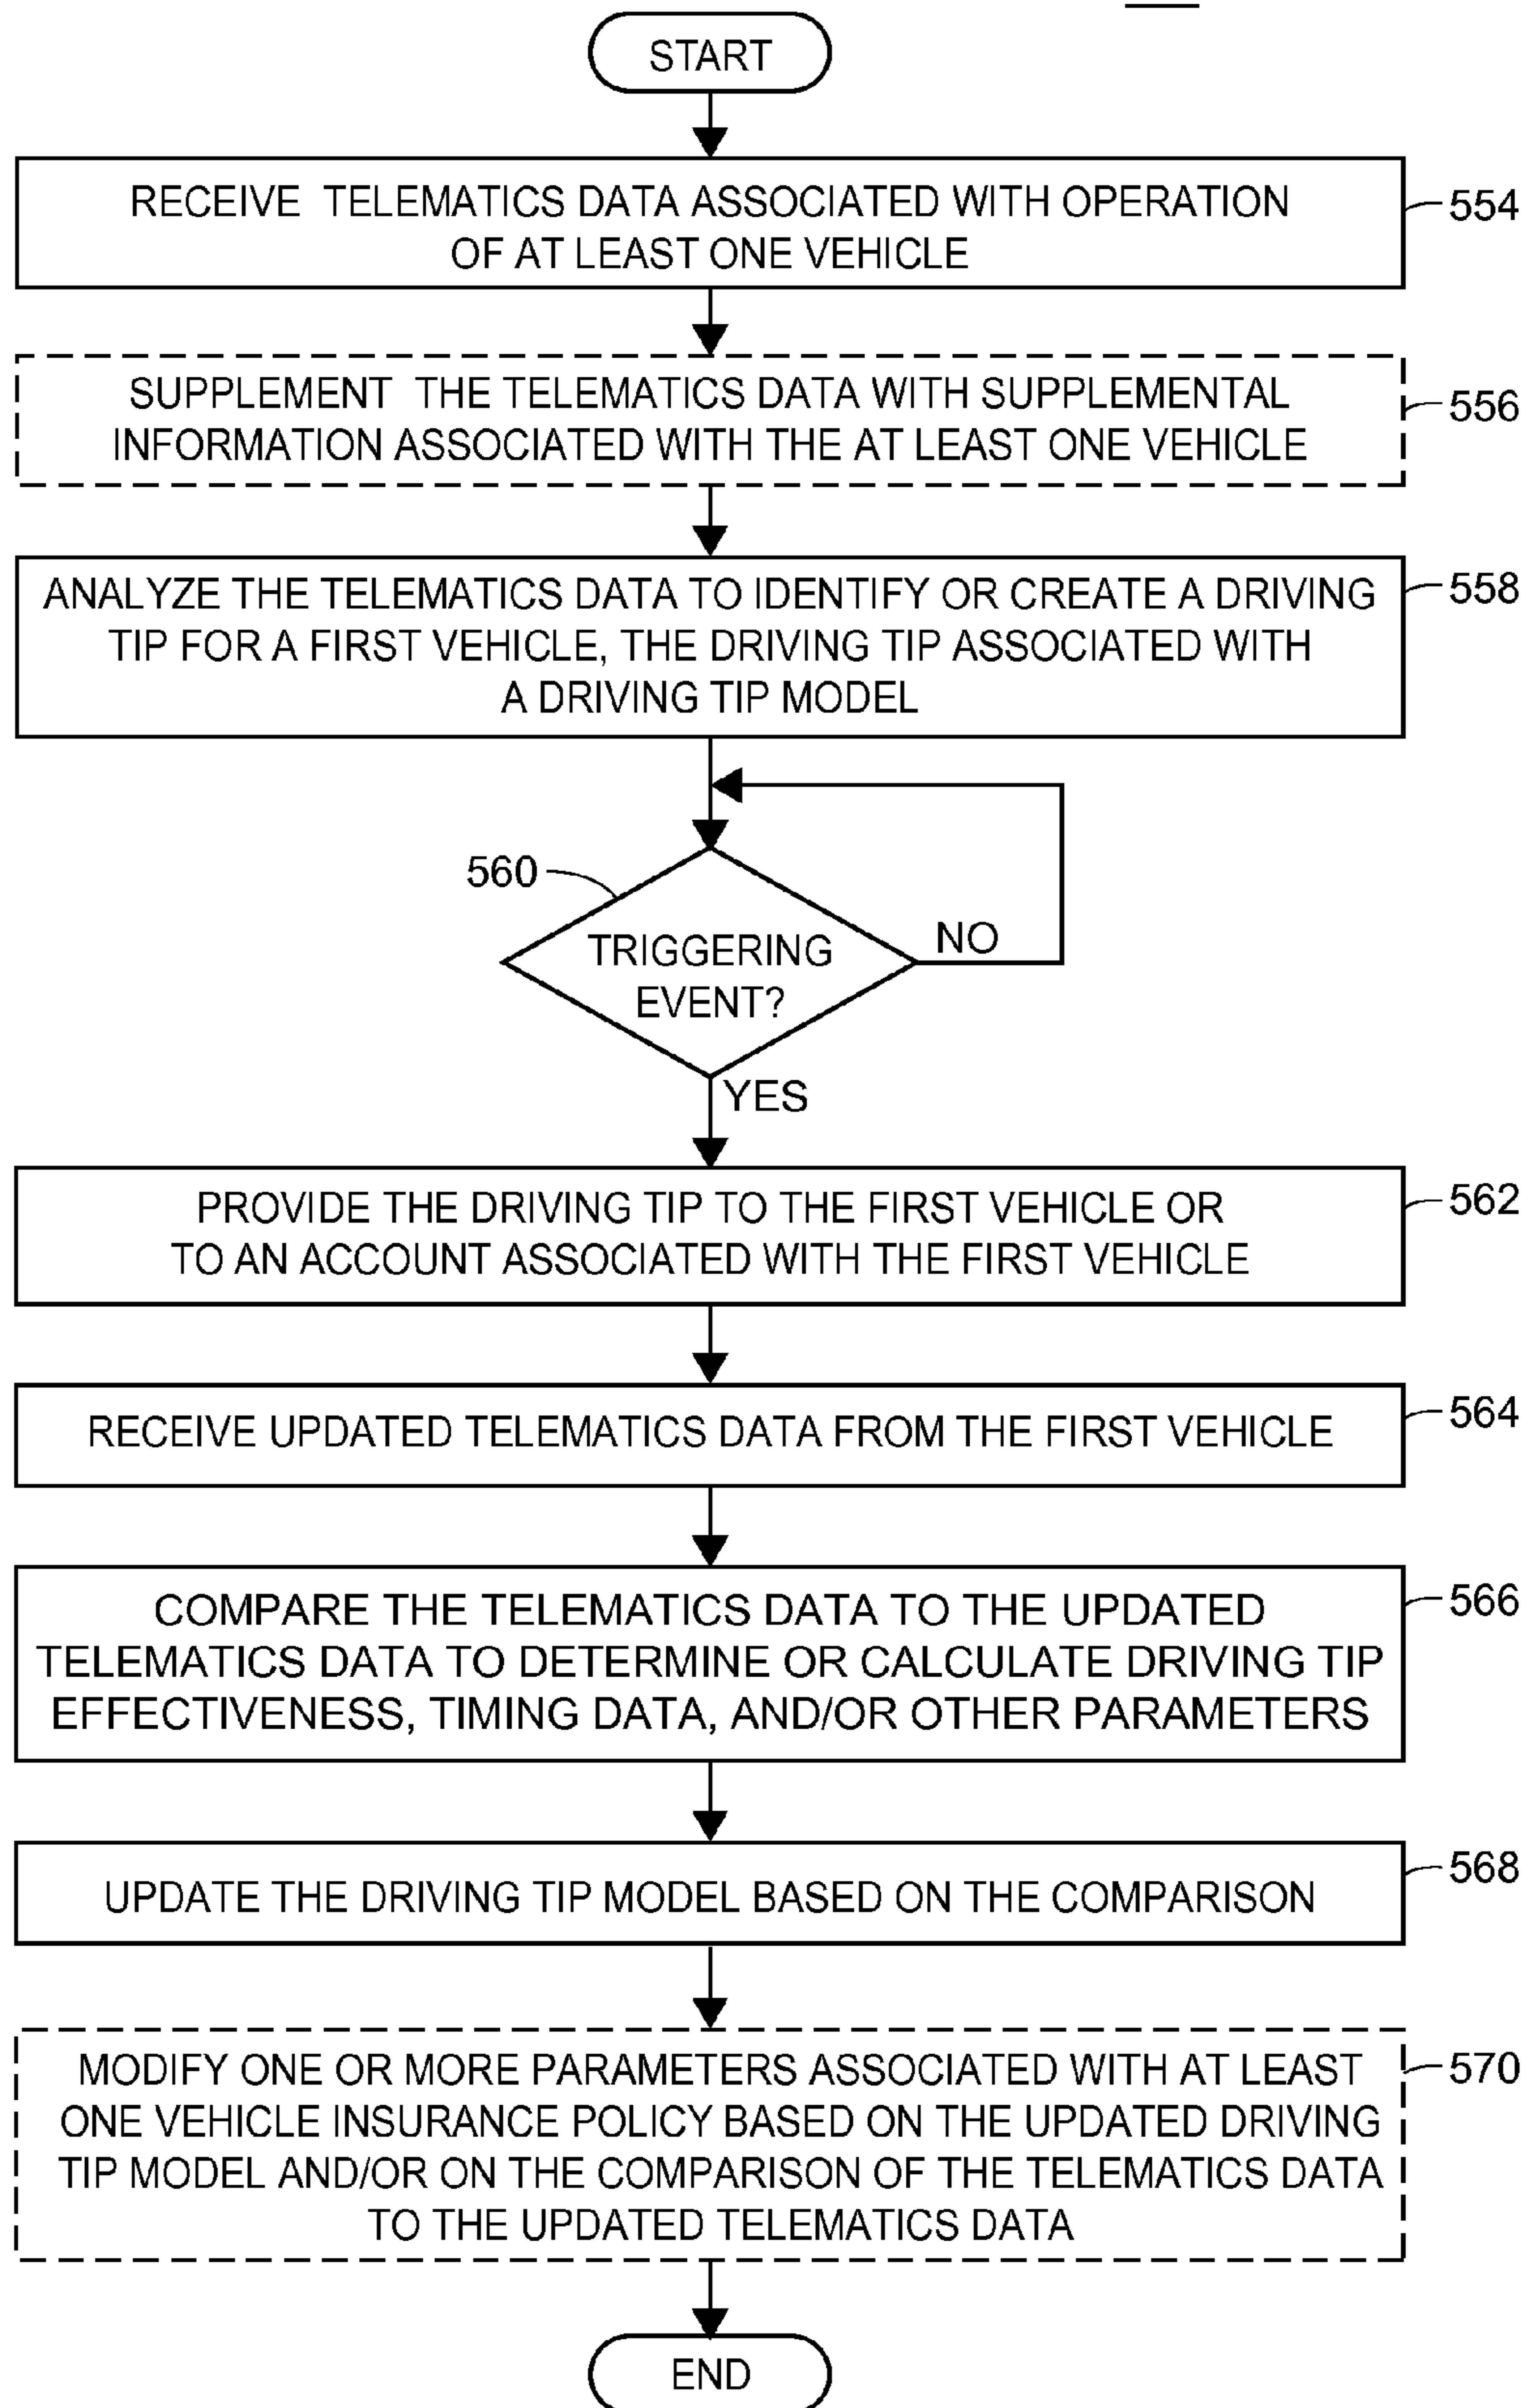 START
RECEIVE TELEMATICS DATA ASSOCIATED WITH OPERATION
OF AT LEAST ONE VEHICLE
554
SUPPLEMENT THE TELEMATICS DATA WITH SUPPLEMENTAL
INFORMATION ASSOCIATED WITH THE AT LEAST ONE VEHICLE
556
ANALYZE THE TELEMATICS DATA TO IDENTIFY OR CREATE A DRIVING
TIP FOR A FIRST VEHICLE, THE DRIVING TIP ASSOCIATED WITH
A DRIVING TIP MODEL
558
560
TRIGGERING
EVENT?
NO
YES
PROVIDE THE DRIVING TIP TO THE FIRST VEHICLE OR
TO AN ACCOUNT ASSOCIATED WITH THE FIRST VEHICLE
562
RECEIVE UPDATED TELEMATICS DATA FROM THE FIRST VEHICLE
564
COMPARE THE TELEMATICS DATA TO THE UPDATED
TELEMATICS DATA TO DETERMINE OR CALCULATE DRIVING TIP
EFFECTIVENESS, TIMING DATA, AND/OR OTHER PARAMETERS
566
UPDATE THE DRIVING TIP MODEL BASED ON THE COMPARISON
568
MODIFY ONE OR MORE PARAMETERS ASSOCIATED WITH AT LEAST
ONE VEHICLE INSURANCE POLICY BASED ON THE UPDATED DRIVING
TIP MODEL AND/OR ON THE COMPARISON OF THE TELEMATICS DATA
TO THE UPDATED TELEMATICS DATA
570
END